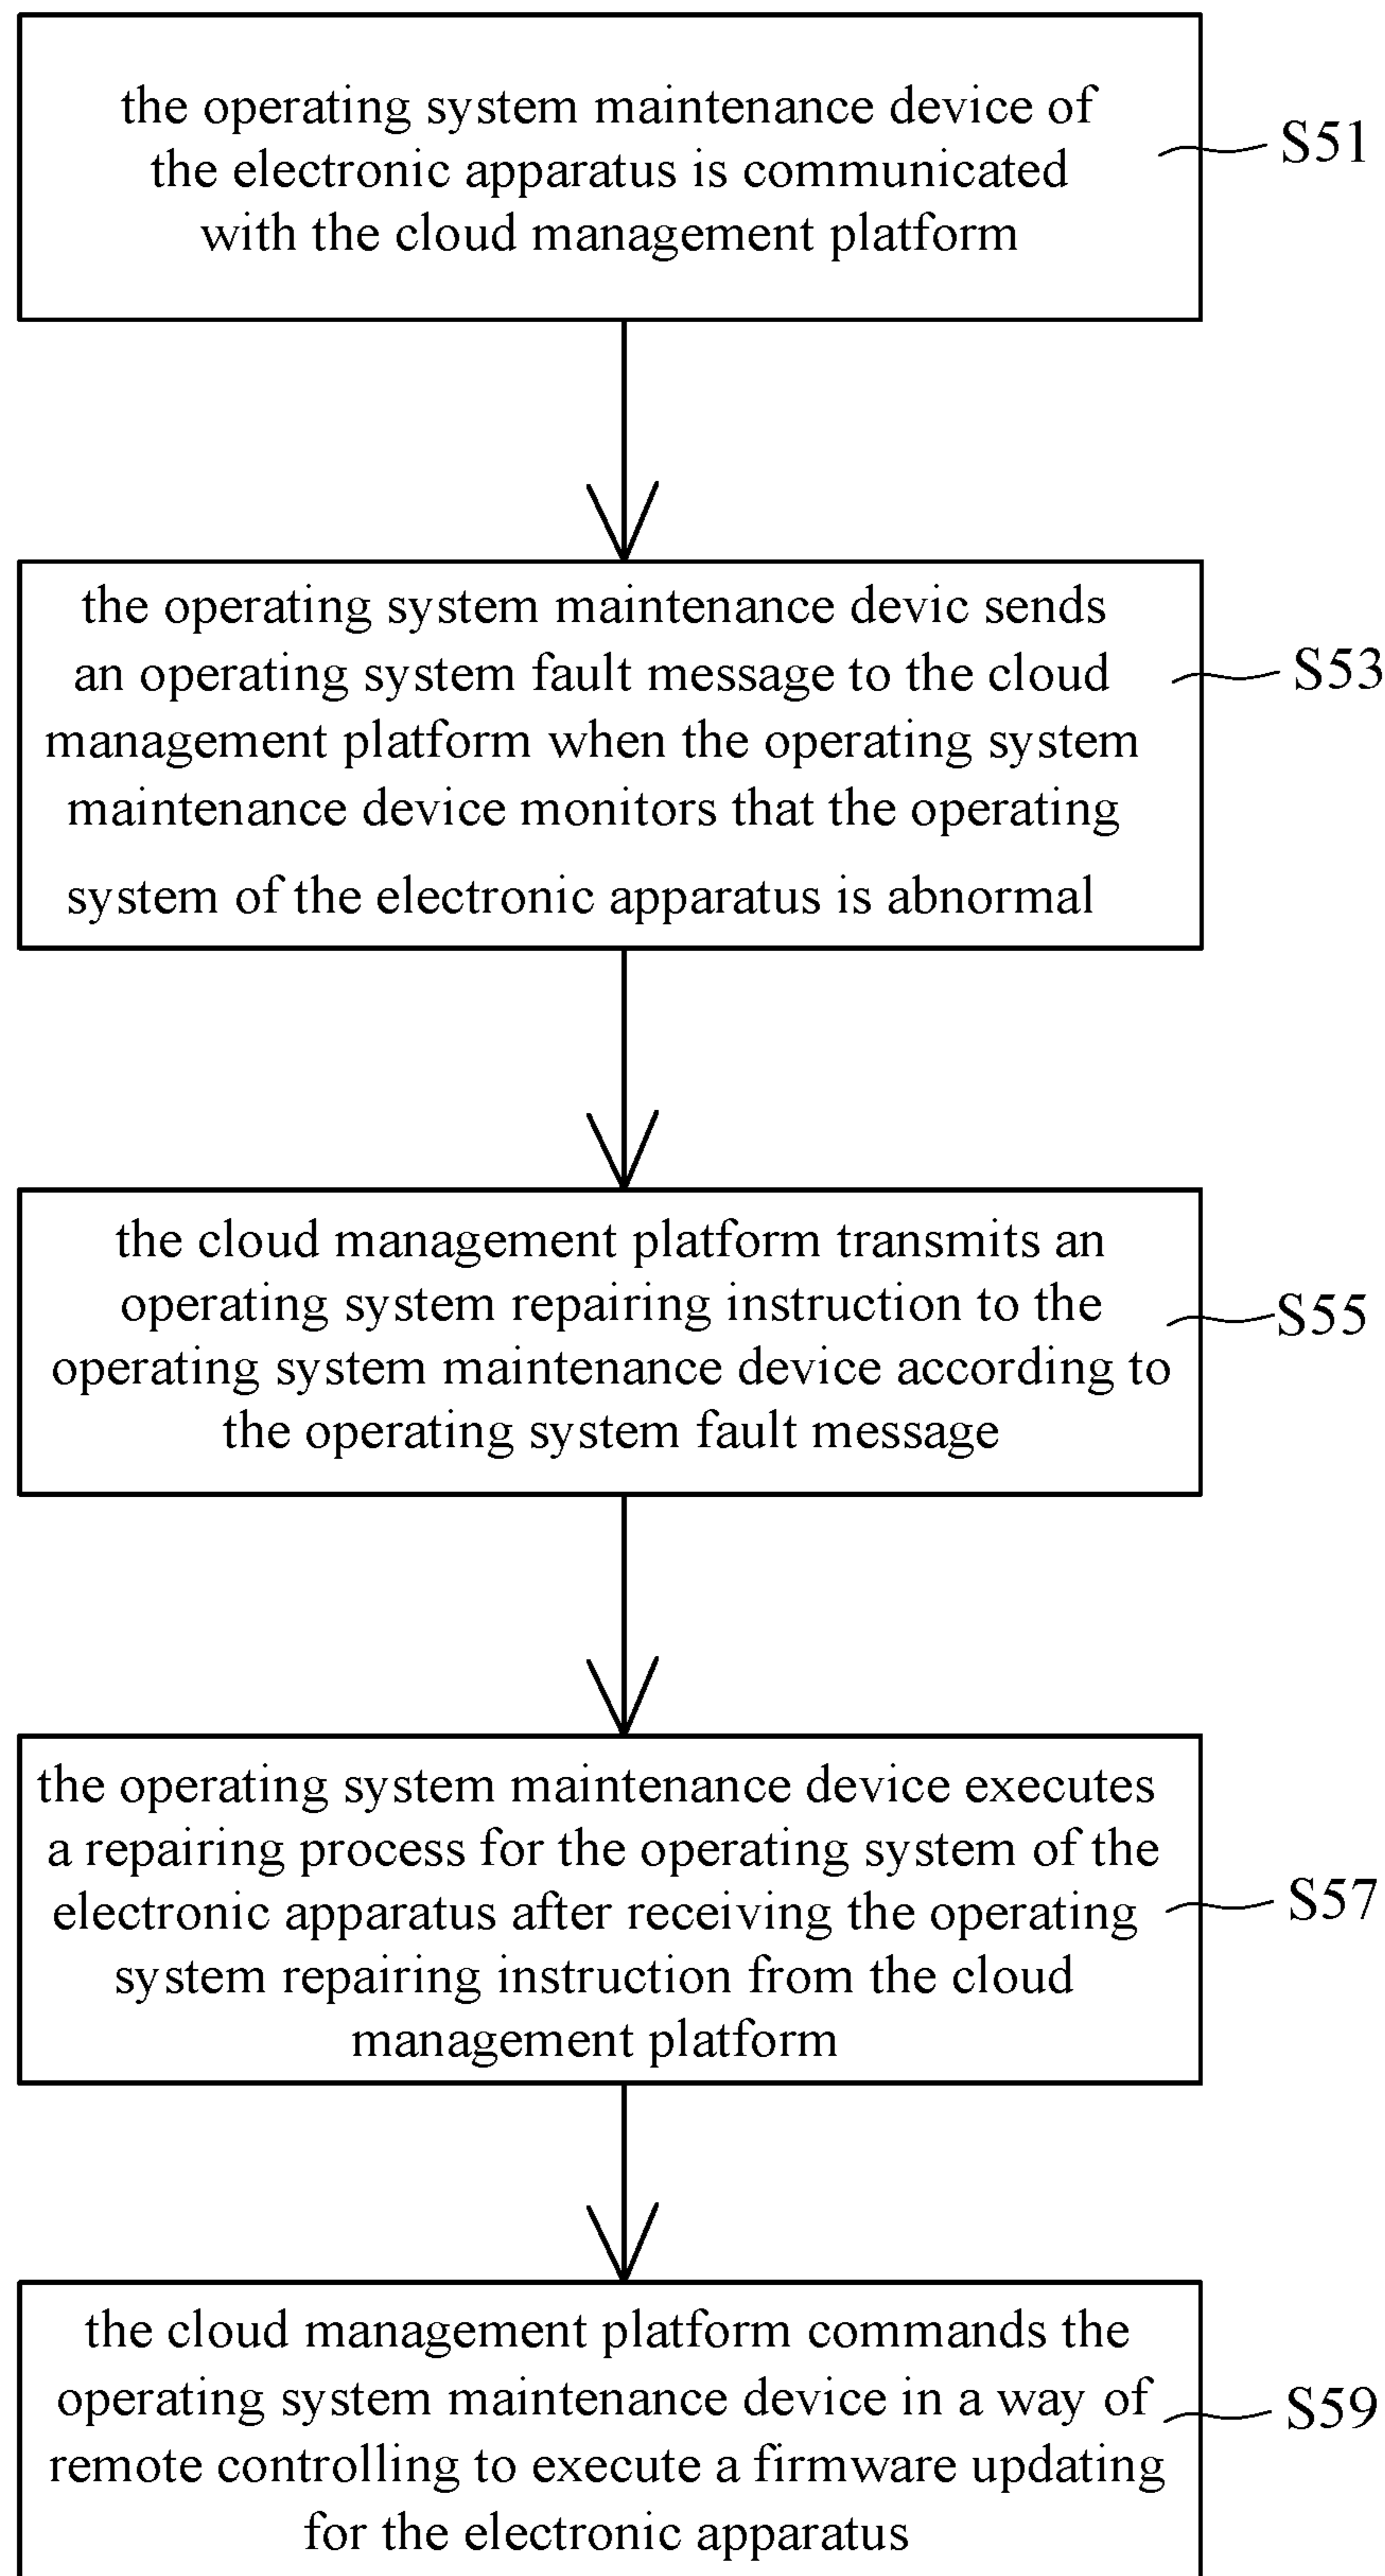 the operating system maintenance device of
the electronic apparatus is communicated
with the cloud management platform
S51
the operating system maintenance devic sends
an operating system fault message to the cloud
management platform when the operating system
maintenance device monitors that the operating
system of the electronic apparatus is abnormal
S53
the cloud management platform transmits an
operating system repairing instruction to the
operating system maintenance device according to
the operating system fault message
S55
the operating system maintenance device executes
a repairing process for the operating system of the
electronic apparatus after receiving the operating
system repairing instruction from the cloud
management platform
S57
the cloud management platform commands the
operating system maintenance device in a way of
remote controlling to execute a firmware updating
for the electronic apparatus
S59